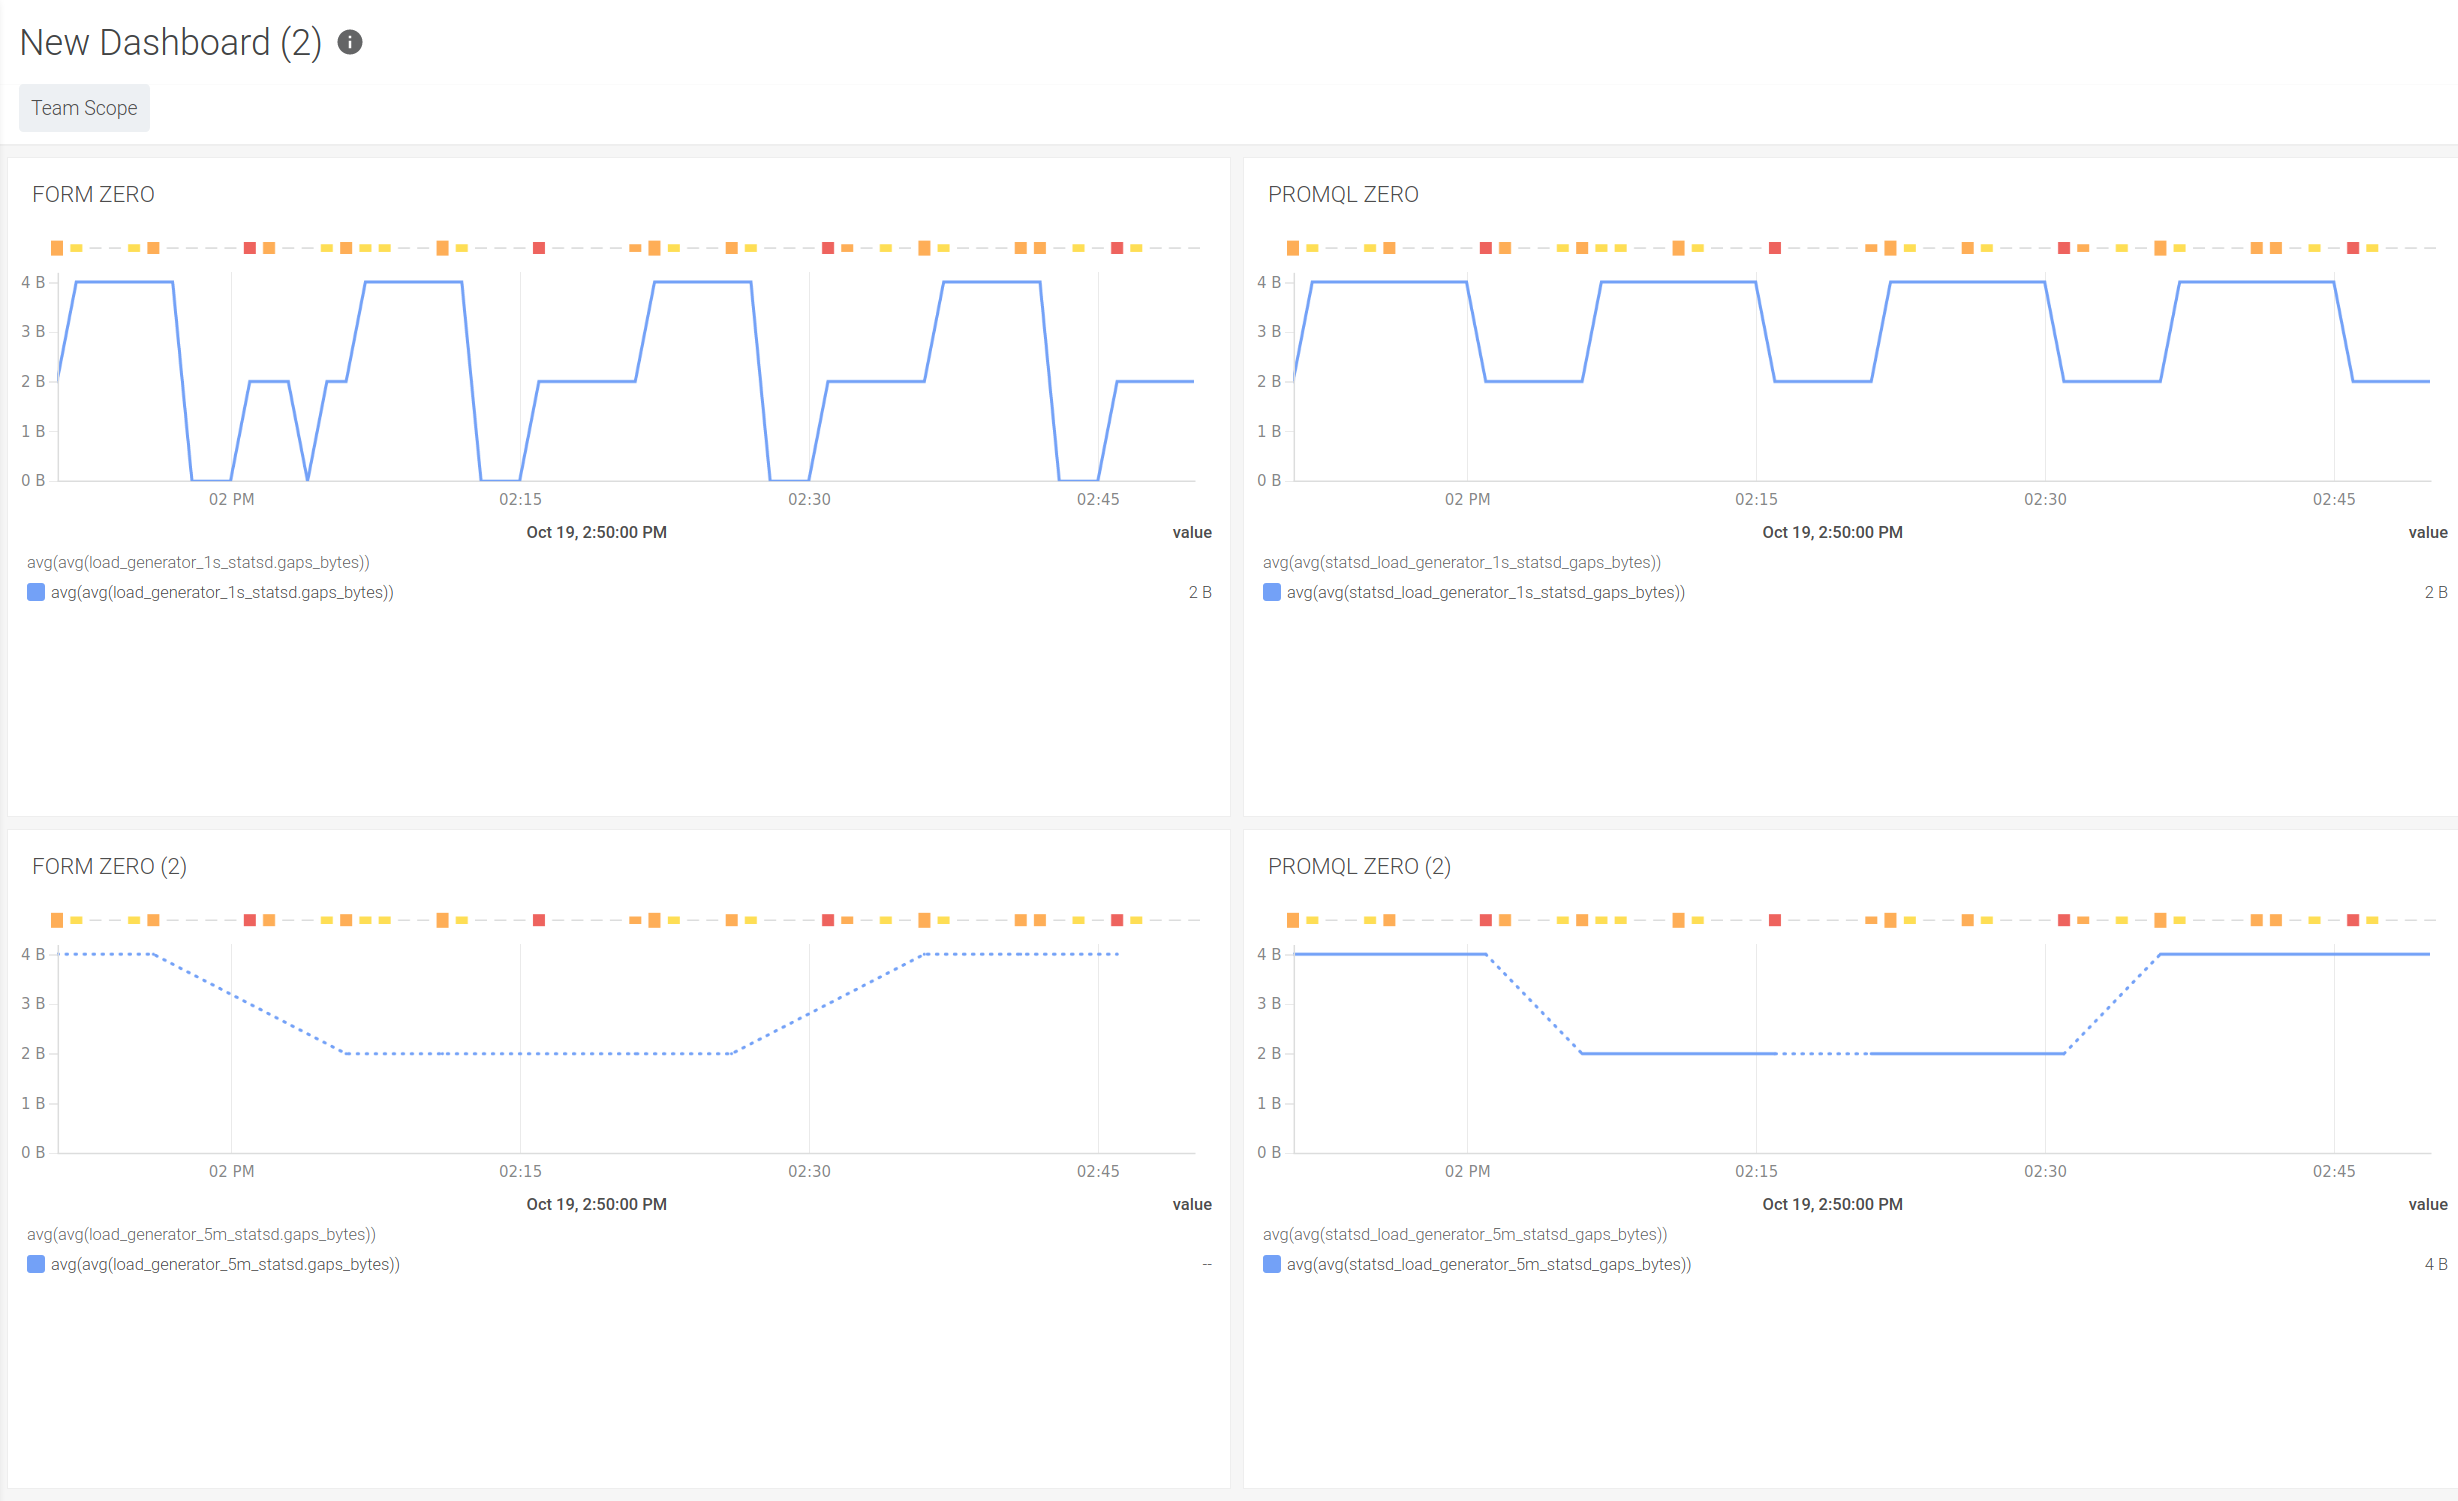 New Dashboard (2)
Team Scope
FORM ZERO
4 B
3 B
2 B
1 B
0 B
02 PM 02:15 02:30 02:45
Oct 19, 2:50:00 PM value
avg(avg(load_generator_1s_statsd.gaps_bytes))
avg(avg(load_generator_1s_statsd.gaps_bytes)) 2 B
PROMQL ZERO
4 B
3 B
2 B
1 B
0 B
02 PM 02:15 02:30 02:45
Oct 19, 2:50:00 PM value
avg(avg(statsd_load_generator_1s_statsd_gaps_bytes))
avg(avg(statsd_load_generator_1s_statsd_gaps_bytes)) 2 B
FORM ZERO (2)
4 B
3 B
2 B
1 B
0 B
02 PM 02:15 02:30 02:45
Oct 19, 2:50:00 PM value
avg(avg(load_generator_5m_statsd.gaps_bytes))
avg(avg(load_generator_5m_statsd.gaps_bytes)) --
PROMQL ZERO (2)
4 B
3 B
2 B
1 B
0 B
02 PM 02:15 02:30 02:45
Oct 19, 2:50:00 PM value
avg(avg(statsd_load_generator_5m_statsd_gaps_bytes))
avg(avg(statsd_load_generator_5m_statsd_gaps_bytes)) 4 B